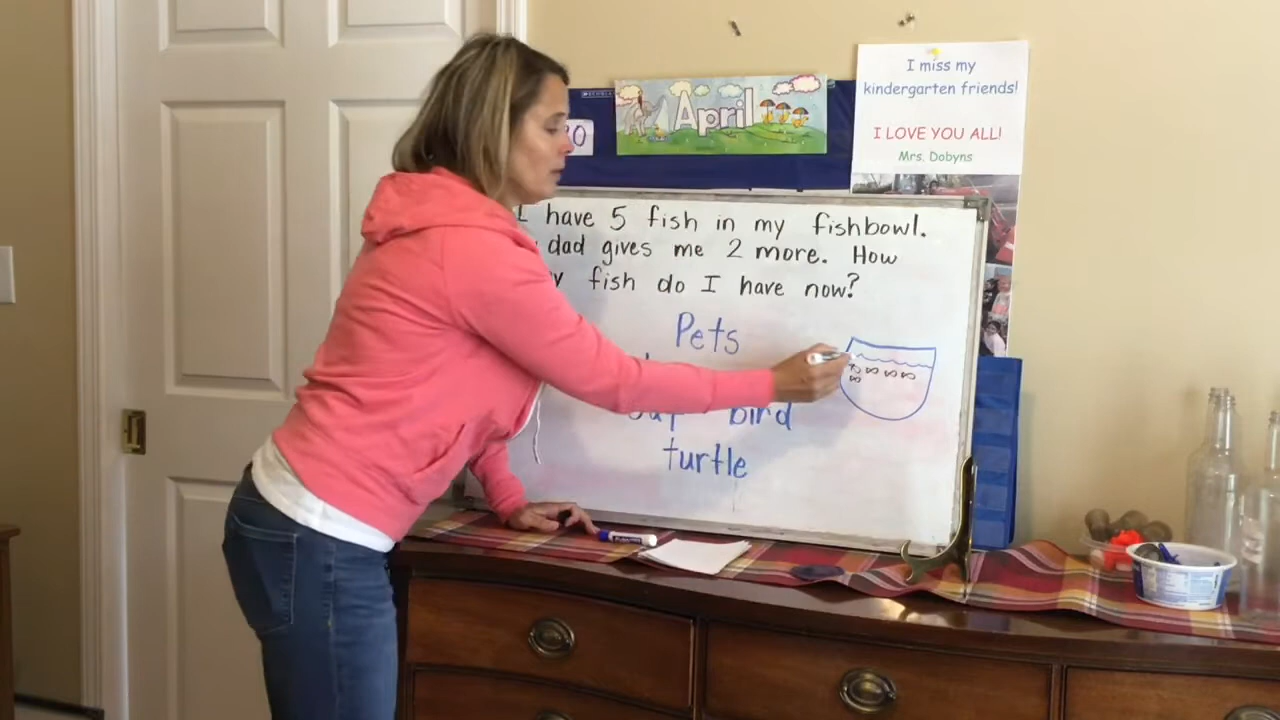 April
I miss my
kindergarten friends!
I LOVE YOU ALL!
Mrs. Dobyns
I have 5 fish in my fishbowl.
dad gives me 2 more. How
fish do I have now?
Pets
bird
turtle